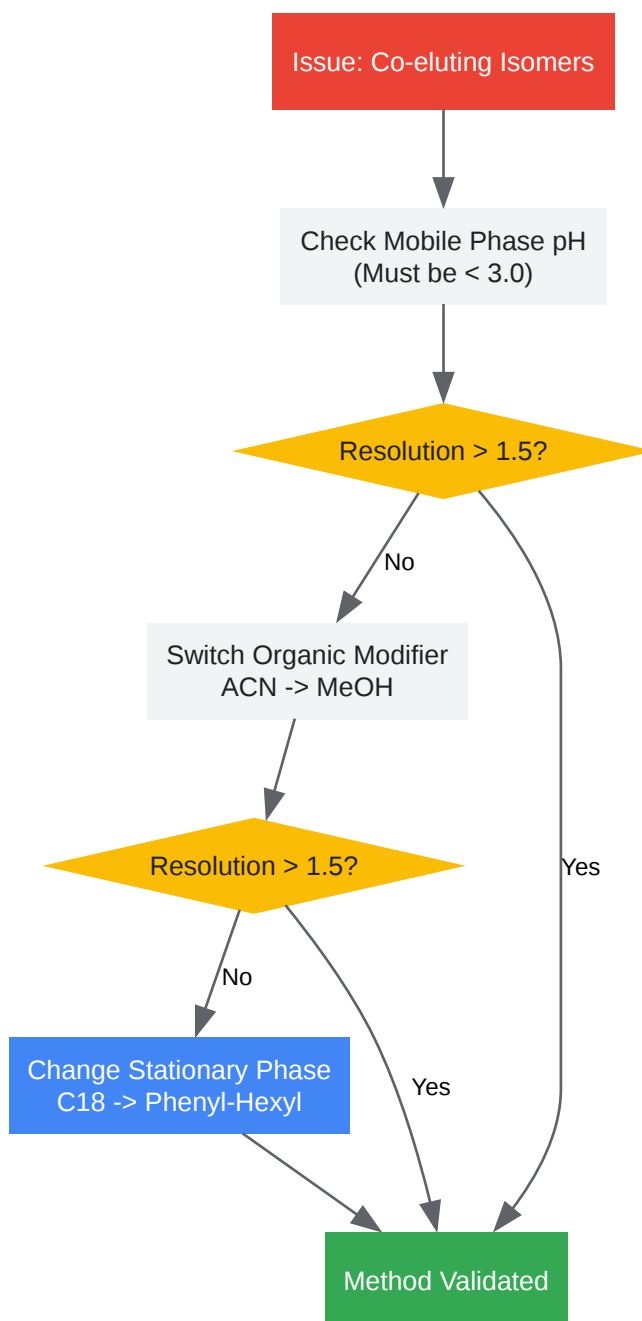 Issue: Co-eluting Isomers
Check Mobile Phase pH
(Must be < 3.0)
Resolution > 1.5?
No
Switch Organic Modifier
ACN -> MeOH
Resolution > 1.5?
Yes
No
Change Stationary Phase
C18 -> Phenyl-Hexyl
Yes
Method Validated